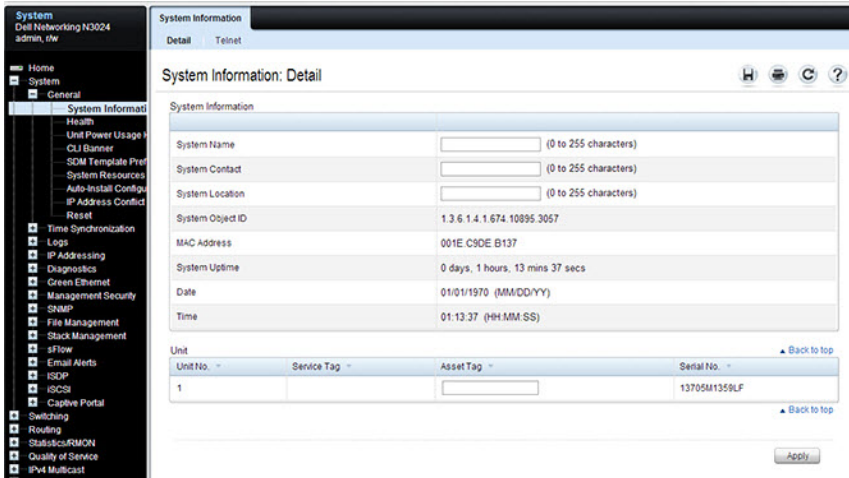 System
Dell Networking N3024
admin, r/w
Home
System
General
System Informati
Health
Unit Power Usage H
CLI Banner
SDM Template Pref
System Resources
Auto-Install Configu
IP Address Conflict
Reset
Time Synchronization
Logs
IP Addressing
Diagnostics
Green Ethernet
Management Security
SNMP
File Management
Stack Management
sFlow
Email Alerts
ISDP
iSCSI
Captive Portal
Switching
Routing
Statistics/RMON
Quality of Service
IPv4 Multicast
System Information
Detail Telnet
System Information: Detail
System Information
System Name (0 to 255 characters)
System Contact (0 to 255 characters)
System Location (0 to 255 characters)
System Object ID 1.3.6.1.4.1.674.10895.3057
MAC Address 001E.C9DE.B137
System Uptime 0 days, 1 hours, 13 mins 37 secs
Date 01/01/1970 (MM/DD/YY)
Time 01:13:37 (HH:MM:SS)
Unit Back to top
Unit No. Service Tag Asset Tag Serial No.
1 13705M1359LF
Back to top
Apply